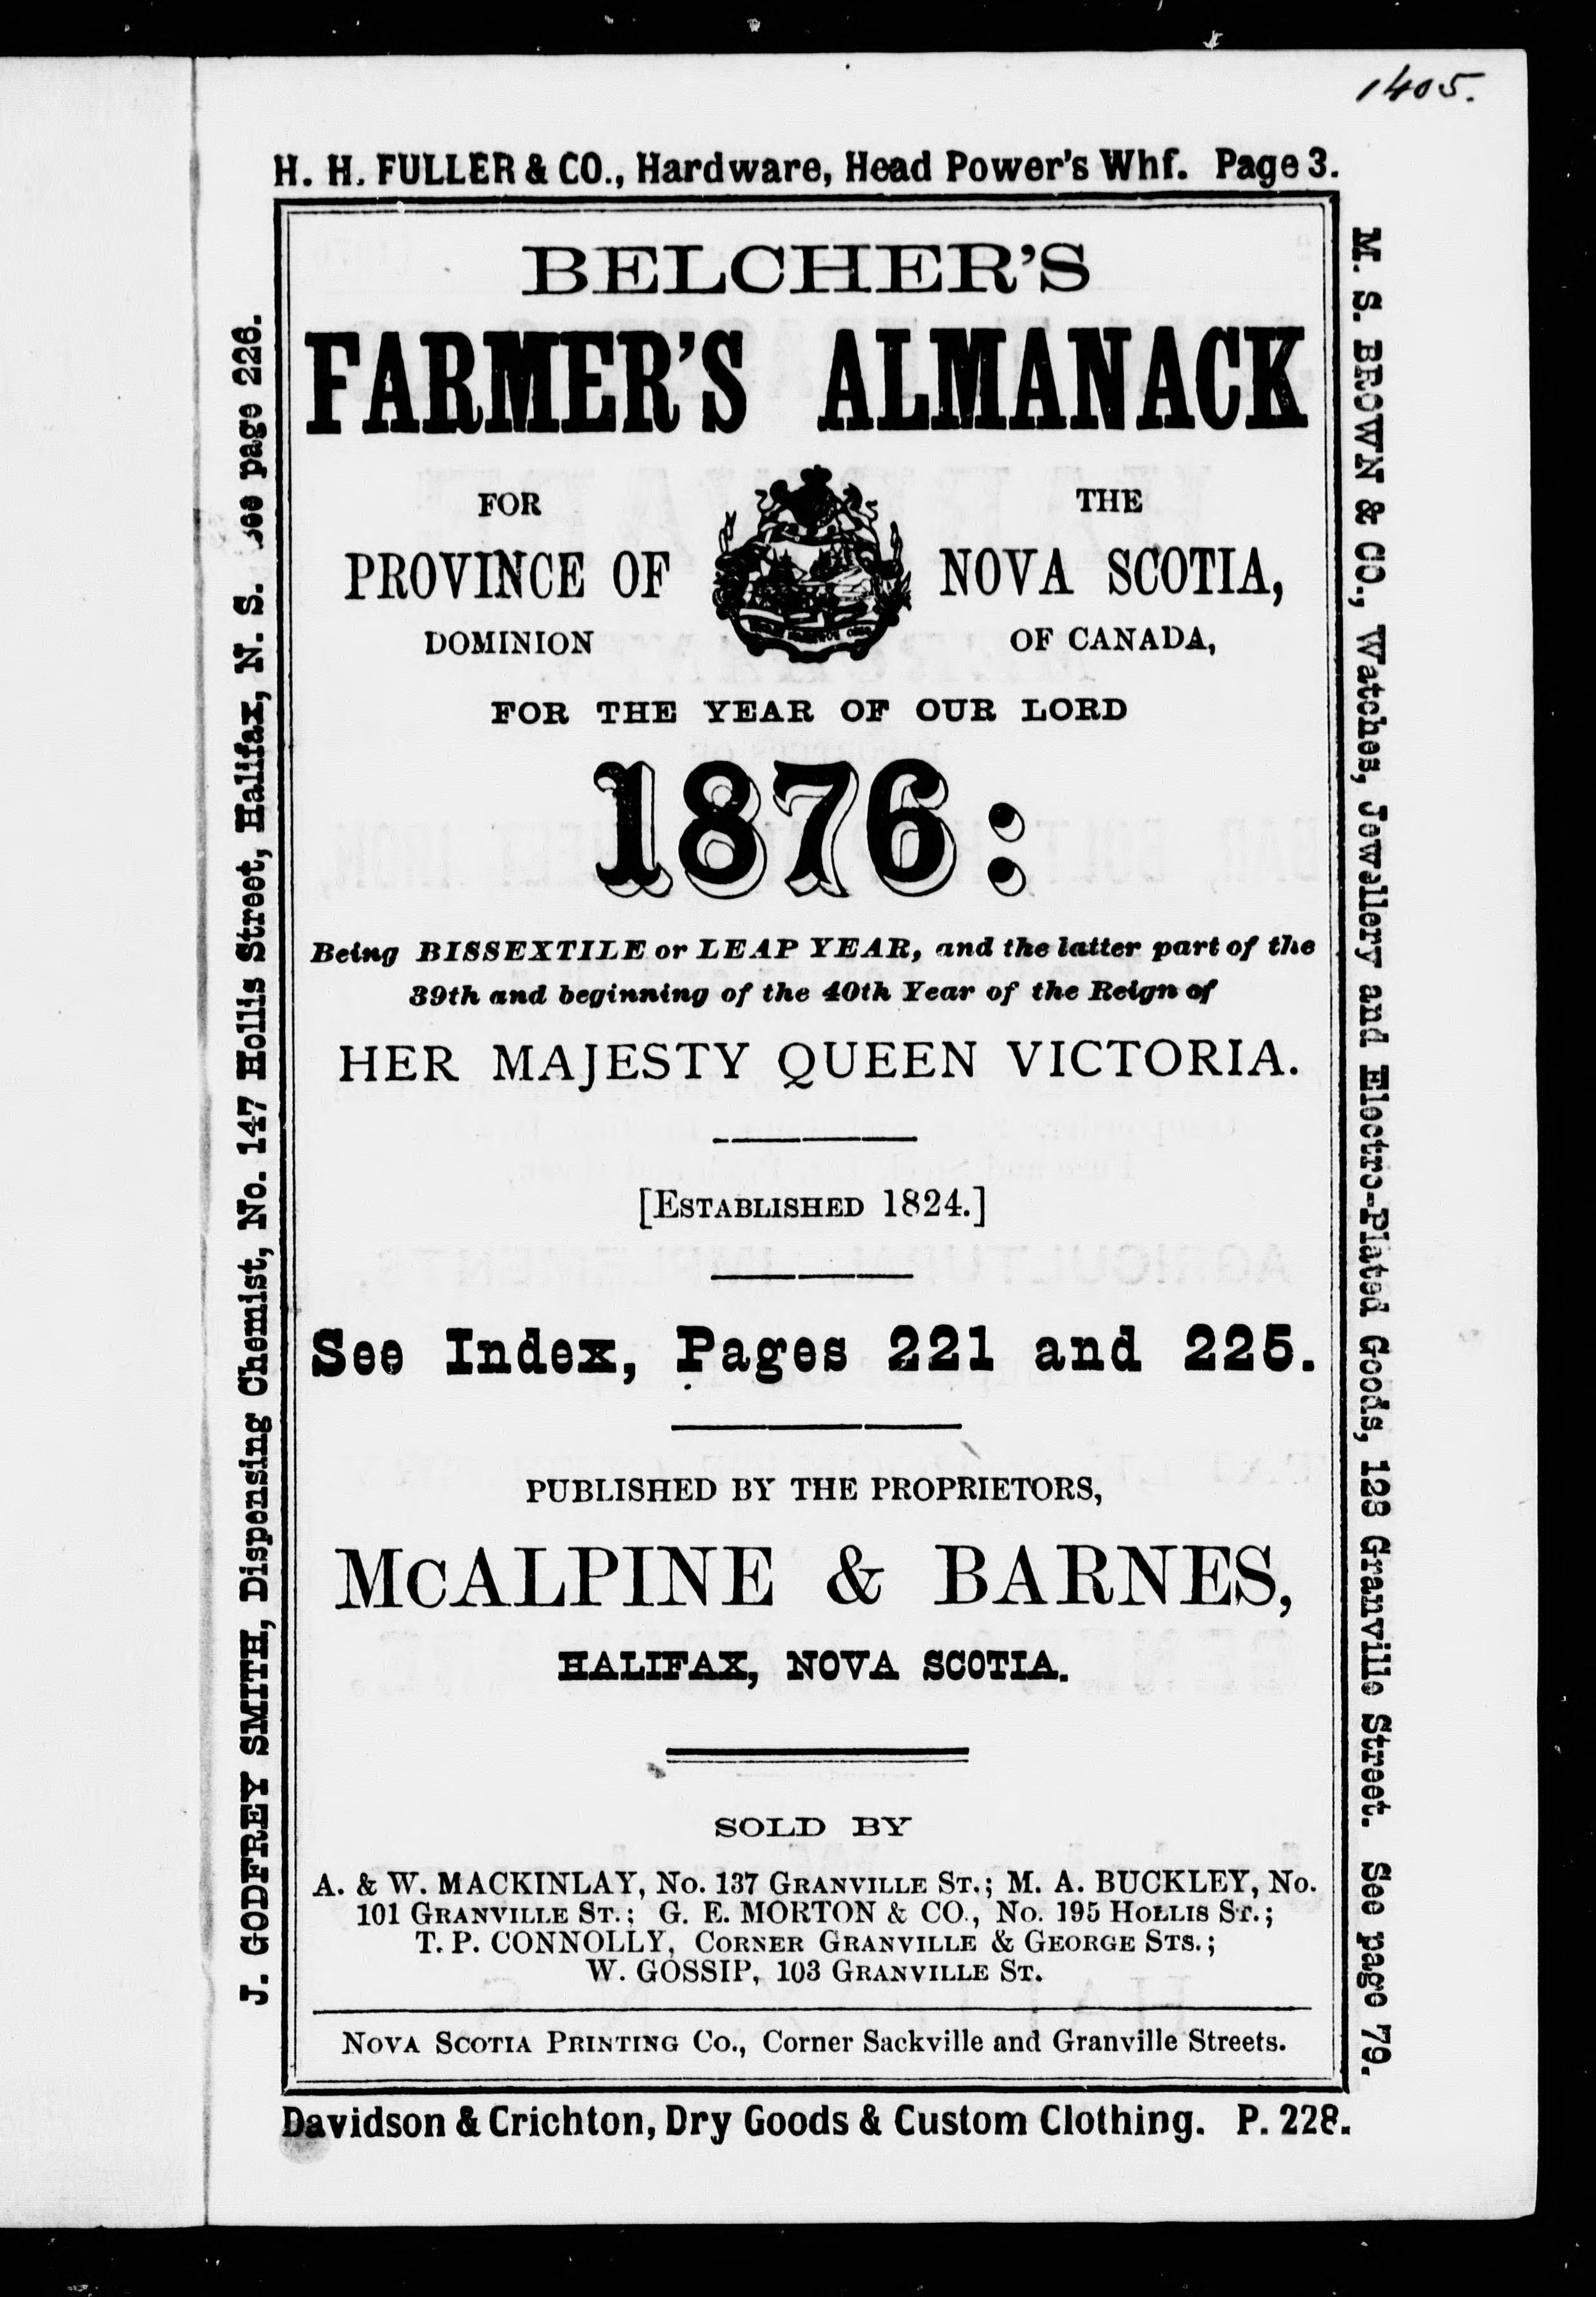 1405.
H. H. FULLER & CO., Hardware, Head Power's Whf. Page 3.
BELCHER'S
FARMER'S ALMANACK
FOR THE
PROVINCE OF NOVA SCOTIA,
DOMINION OF CANADA,
FOR THE YEAR OF OUR LORD
1876:
Being BISSEXTILE or LEAP YEAR, and the latter part of the
39th and beginning of the 40th Year of the Reign of
HER MAJESTY QUEEN VICTORIA.
[ESTABLISHED 1824.]
See Index, Pages 221 and 225.
PUBLISHED BY THE PROPRIETORS,
McALPINE & BARNES,
HALIFAX, NOVA SCOTIA.
SOLD BY
A. & W. MACKINLAY, No. 137 GRANVILLE ST.; M. A. BUCKLEY, No.
101 GRANVILLE ST.; G. E. MORTON & CO., No. 195 HOLLIS ST.;
T. P. CONNOLLY, CORNER GRANVILLE & GEORGE STS.;
W. GOSSIP, 103 GRANVILLE ST.
NOVA SCOTIA PRINTING CO., Corner Sackville and Granville Streets.
Davidson & Crichton, Dry Goods & Custom Clothing. P. 228.
J. GODFREY SMITH, Dispensing Chemist, No. 147 Hollis Street, Halifax, N. S. See page 226.
M. S. BROWN & CO., Watches, Jewellery and Electro-Plated Goods, 128 Granville Street. See page 79.